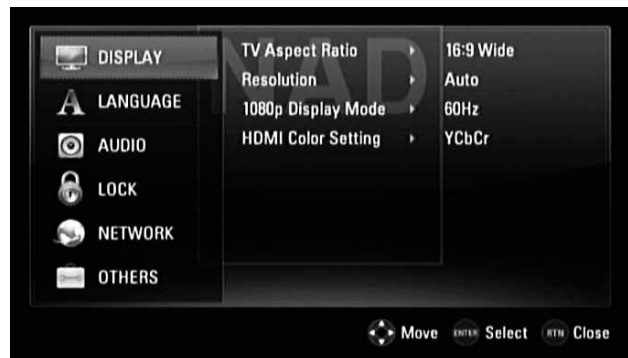 DISPLAY
LANGUAGE
AUDIO
LOCK
NETWORK
OTHERS
NAD
TV Aspect Ratio 16:9 Wide
Resolution Auto
1080p Display Mode 60Hz
HDMI Color Setting YCbCr
Move ENTER Select RTN Close